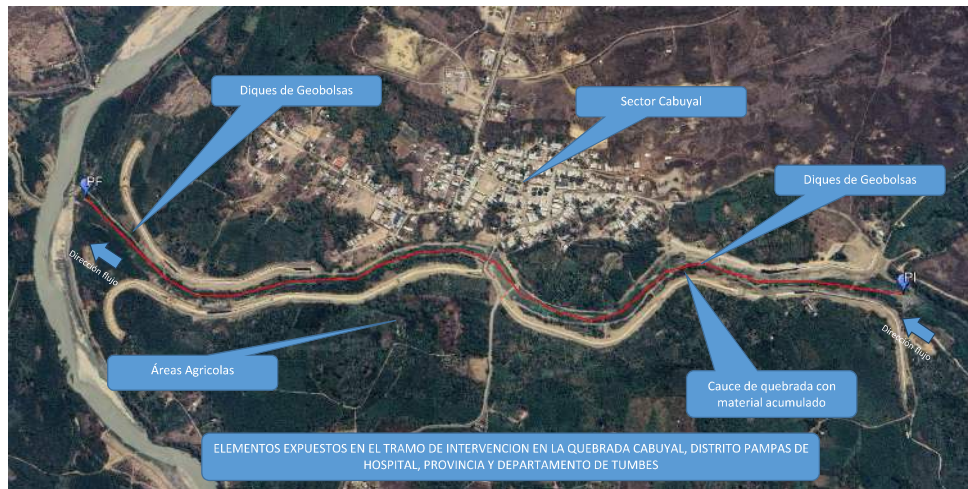 Diques de Geobolsas
Sector Cabuyal
Diques de Geobolsas
PF
PI
Dirección flujo
Dirección flujo
Áreas Agricolas
Cauce de quebrada con
material acumulado
ELEMENTOS EXPUESTOS EN EL TRAMO DE INTERVENCION EN LA QUEBRADA CABUYAL, DISTRITO PAMPAS DE
HOSPITAL, PROVINCIA Y DEPARTAMENTO DE TUMBES